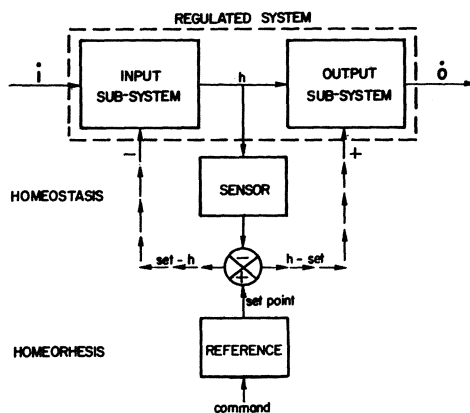 REGULATED SYSTEM
i
INPUT
SUB-SYSTEM
h
OUTPUT
SUB-SYSTEM
ȯ
−
+
HOMEOSTASIS
SENSOR
set – h
−
+
h – set
set point
HOMEORHESIS
REFERENCE
command